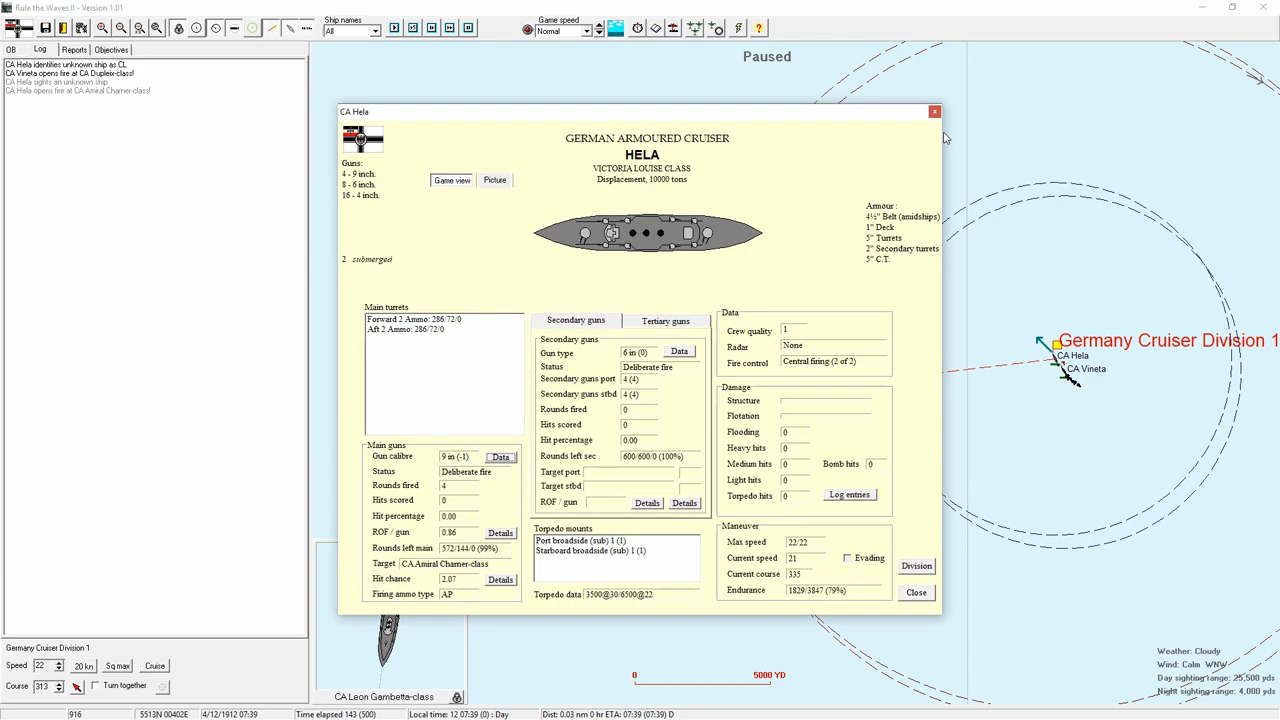 Rule the Waves II - Version 1.01
Ship names
All
Game speed
Normal
OB Log Reports Objectives
CA Hela identifies unknown ship as CL
CA Vineta opens fire at CA Dupleix-class!
CA Hela sights an unknown ship
CA Hela opens fire at CA Amiral Charner-class!
Paused
CA Hela
GERMAN ARMOURED CRUISER
HELA
VICTORIA LOUISE CLASS
Displacement, 10000 tons
Guns:
4 - 9 inch.
8 - 6 inch.
16 - 4 inch.
Game view Picture
2 submerged
Armour :
4½" Belt (amidships)
1" Deck
5" Turrets
2" Secondary turrets
5" C.T.
Main turrets
Forward 2 Ammo: 286/72/0
Aft 2 Ammo: 286/72/0
Main guns
Gun calibre 9 in (-1) Data
Status Deliberate fire
Rounds fired 4
Hits scored 0
Hit percentage 0.00
ROF / gun 0.86 Details
Rounds left main 572/144/0 (99%)
Target CA Amiral Charner-class
Hit chance 2.07 Details
Firing ammo type AP
Secondary guns Tertiary guns
Secondary guns
Gun type 6 in (0) Data
Status Deliberate fire
Secondary guns port 4 (4)
Secondary guns stbd 4 (4)
Rounds fired 0
Hits scored 0
Hit percentage 0.00
Rounds left sec 600/600/0 (100%)
Target port
Target stbd
ROF / gun Details Details
Torpedo mounts
Port broadside (sub) 1 (1)
Starboard broadside (sub) 1 (1)
Torpedo data 3500@30/6500@22
Data
Crew quality 1
Radar None
Fire control Central firing (2 of 2)
Damage
Structure
Flotation
Flooding 0
Heavy hits 0
Medium hits 0 Bomb hits 0
Light hits 0
Torpedo hits 0 Log entries
Maneuver
Max speed 22/22
Current speed 21 Evading
Current course 335
Endurance 1829/3847 (79%)
Division
Close
Germany Cruiser Division 1
CA Hela
CA Vineta
Germany Cruiser Division 1
Speed 22 20 kn Sq max Cruise
Course 313 Turn together
CA Leon Gambetta-class
0 5000 YD
Weather: Cloudy
Wind: Calm WNW
Day sighting range: 25,500 yds
Night sighting range: 4,000 yds
916 5513N 00402E 4/12/1912 07:39 Time elapsed 143 (500) Local time: 12 07:39 (0) : Day Dist: 0.03 nm 0 hr ETA: 07:39 (07:39) D